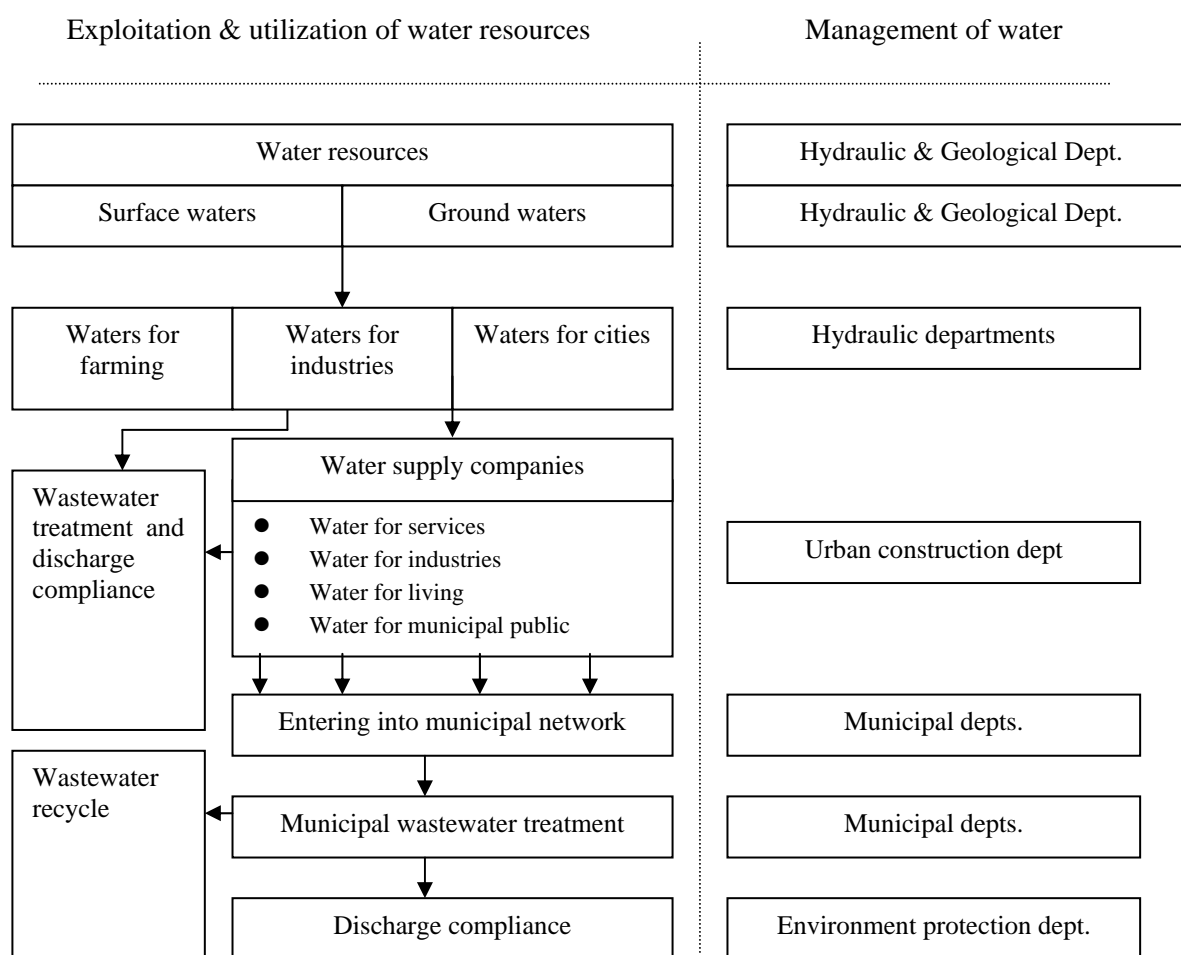 Exploitation & utilization of water resources
Management of water
Water resources
Hydraulic & Geological Dept.
Surface waters
Ground waters
Hydraulic & Geological Dept.
Waters for
farming
Waters for
industries
Waters for cities
Hydraulic departments
Water supply companies
Wastewater
treatment and
discharge
compliance
● Water for services
● Water for industries
● Water for living
● Water for municipal public
Urban construction dept
Entering into municipal network
Municipal depts.
Wastewater
recycle
Municipal wastewater treatment
Municipal depts.
Discharge compliance
Environment protection dept.